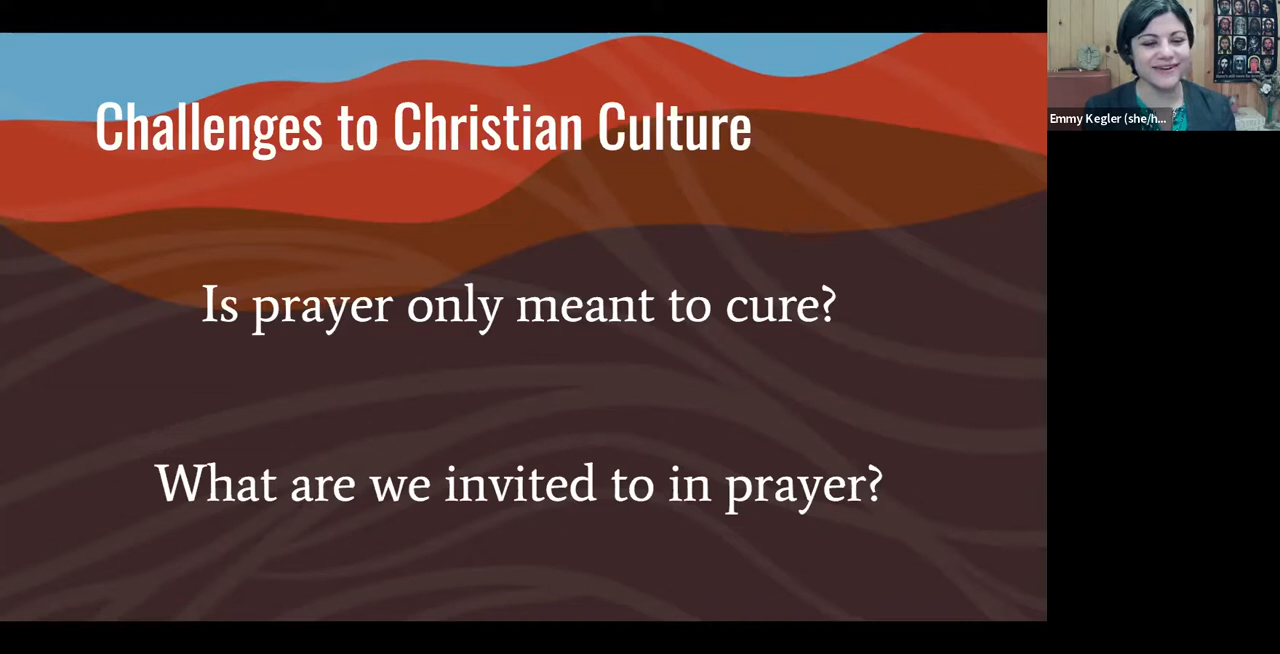 Challenges to Christian Culture
Is prayer only meant to cure?
What are we invited to in prayer?
Emmy Kegler (she/h...